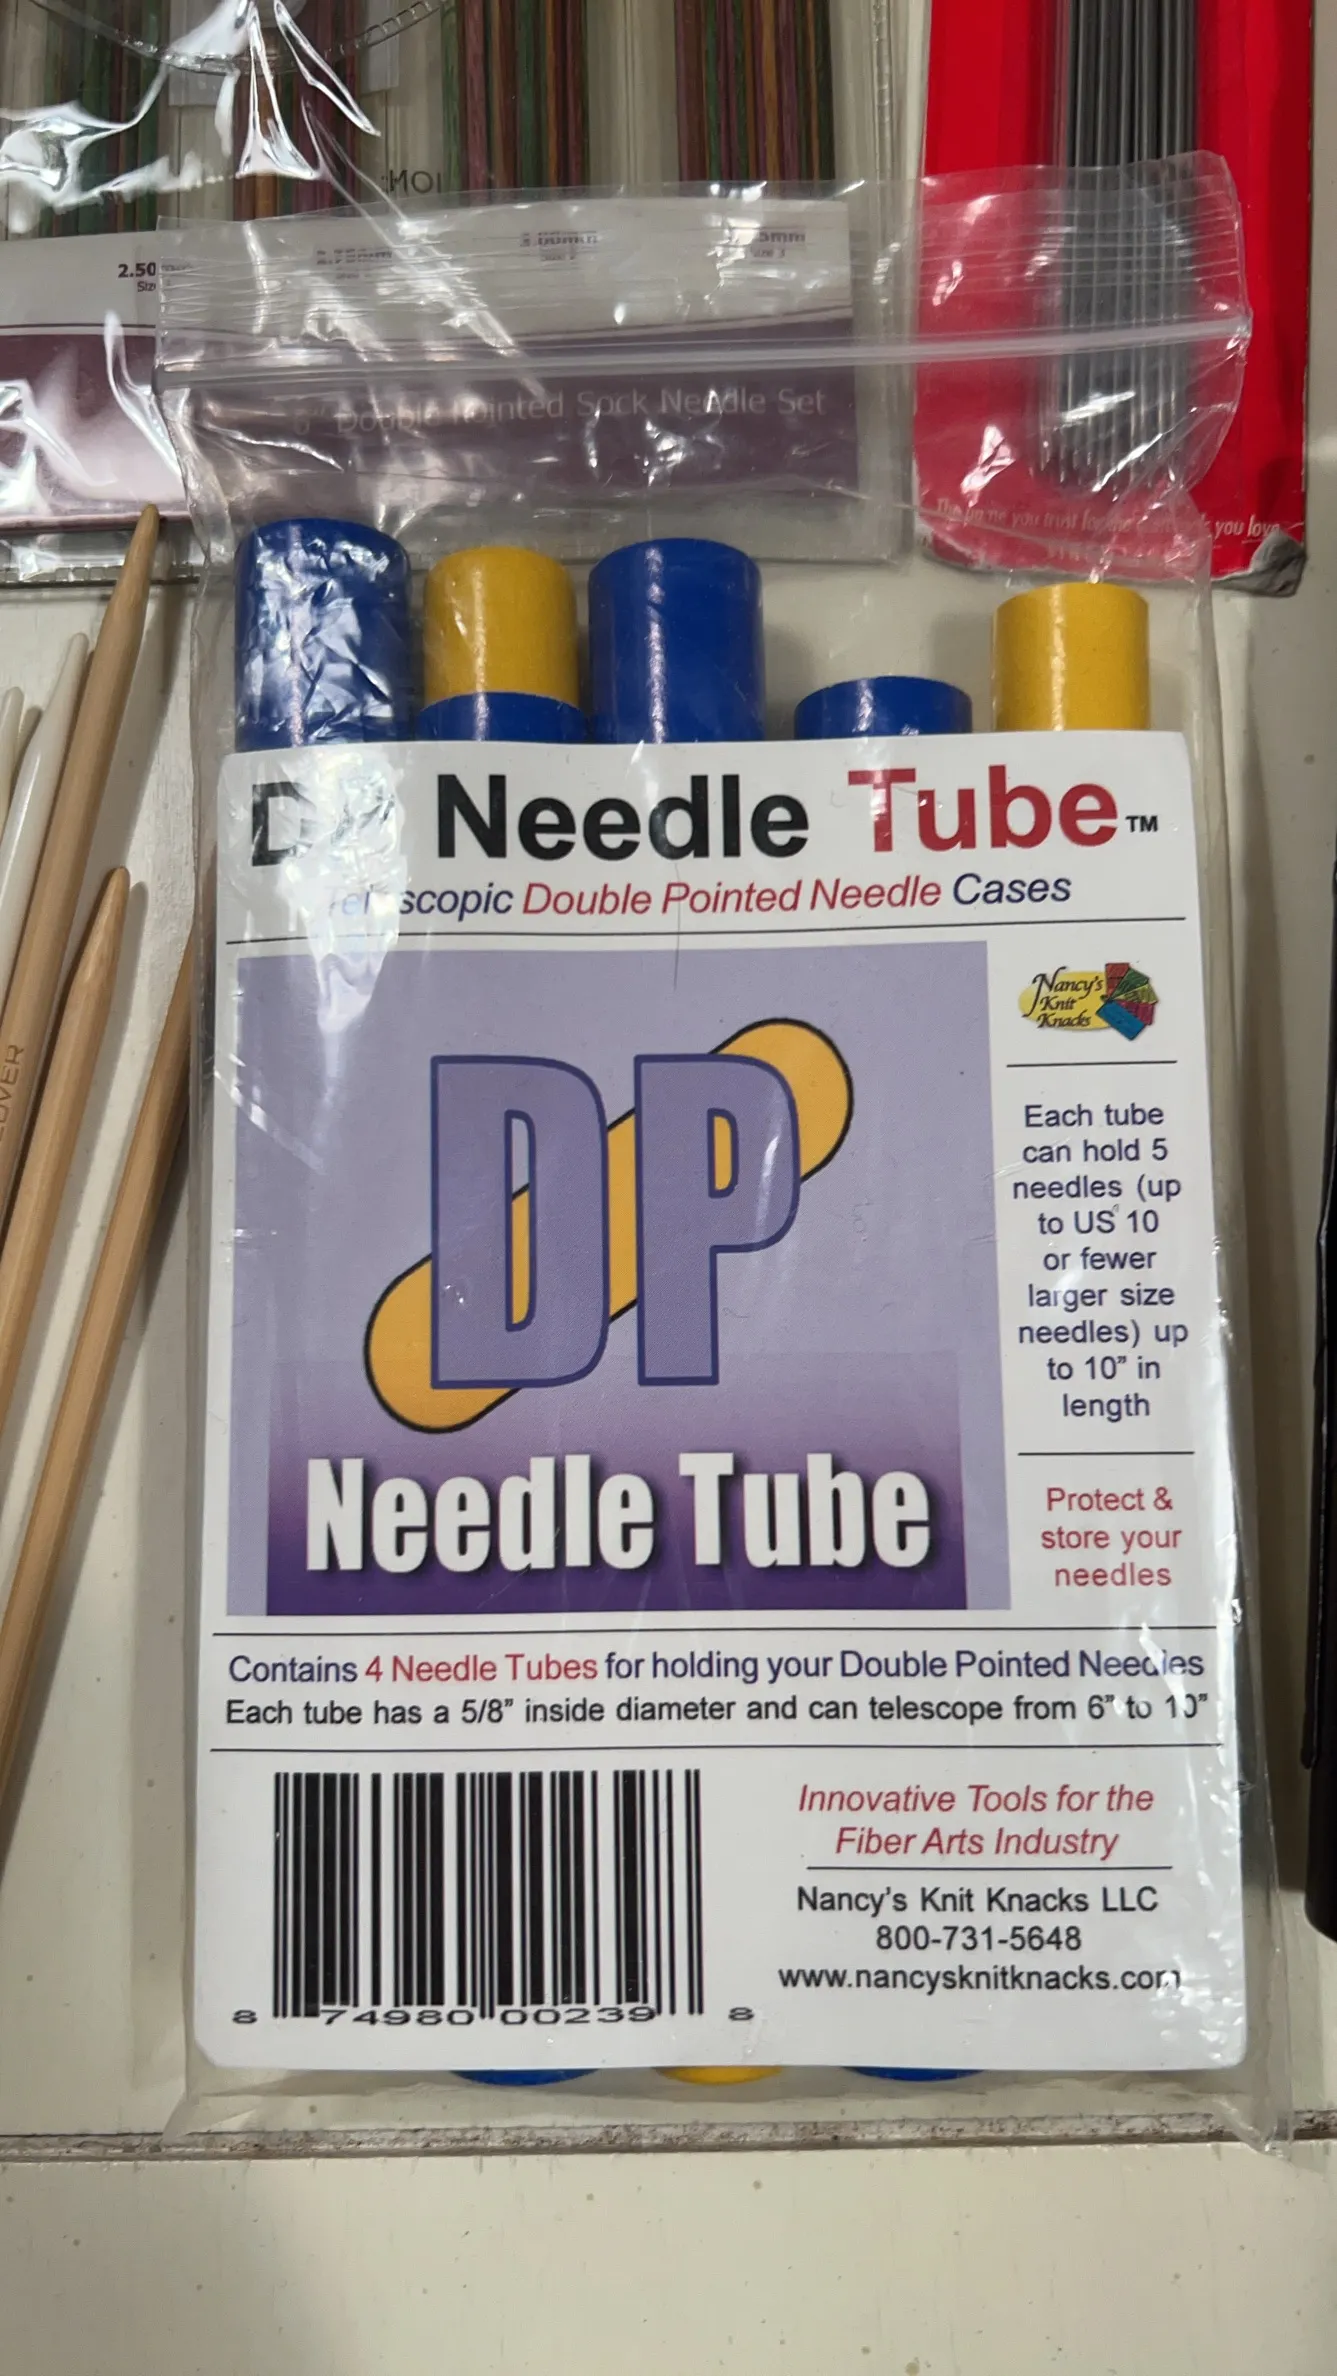 2.50
6" Double Pointed Sock Needle Set
you love
Needle Tube™
Telescopic Double Pointed Needle Cases
Nancy's
Knit
Knacks
DP
Needle Tube
Each tube
can hold 5
needles (up
to US 10
or fewer
larger size
needles) up
to 10" in
length
Protect &
store your
needles
Contains 4 Needle Tubes for holding your Double Pointed Needles
Each tube has a 5/8" inside diameter and can telescope from 6" to 10"
8 74980 00239 8
Innovative Tools for the
Fiber Arts Industry
Nancy's Knit Knacks LLC
800-731-5648
www.nancysknitknacks.com